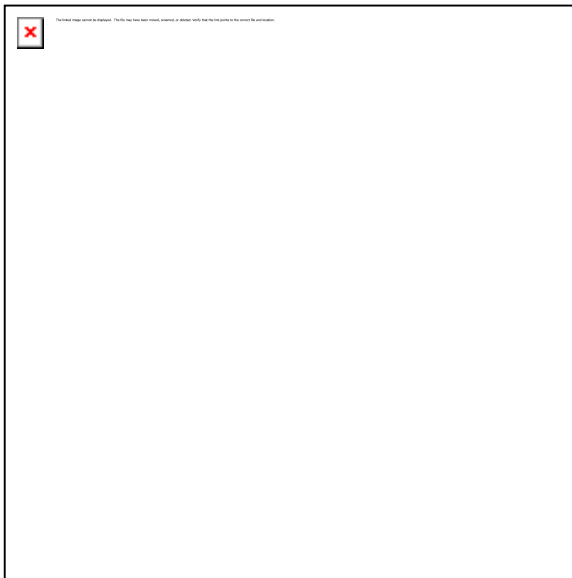 The linked image cannot be displayed. The file may have been moved, renamed, or deleted. Verify that the link points to the correct file and location.